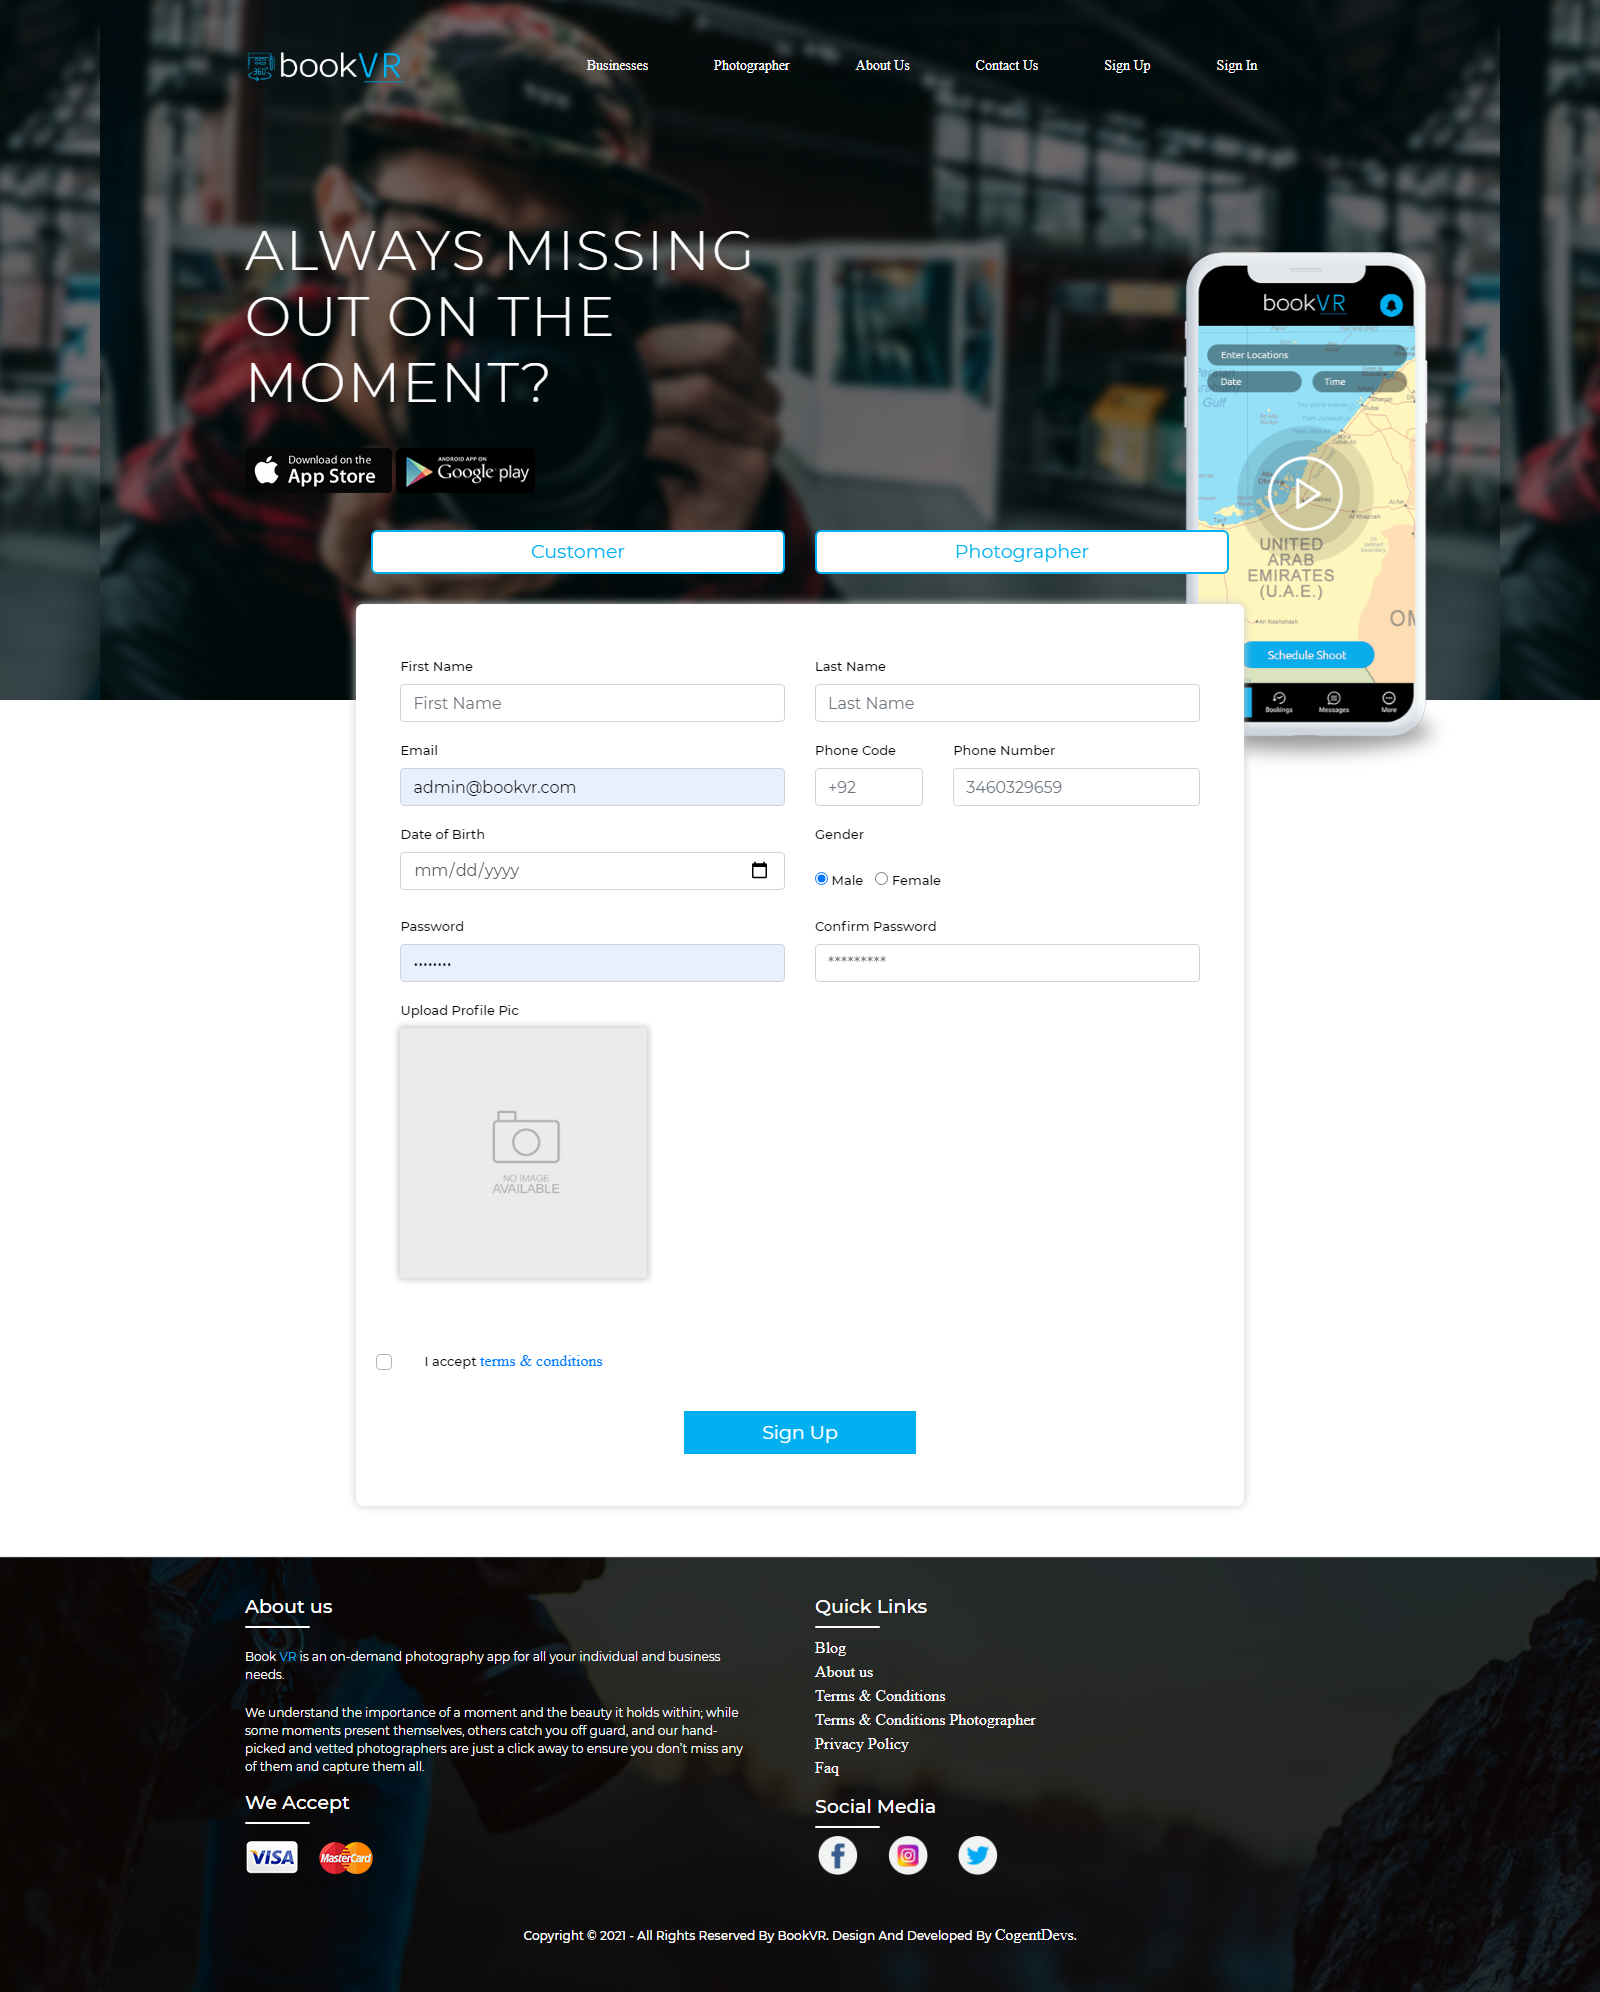 360°
bookVR
Businesses
Photographer
About Us
Contact Us
Sign Up
Sign In
ALWAYS MISSING
OUT ON THE
MOMENT?
Download on the
App Store
ANDROID APP ON
Google play
bookVR
Enter Locations
Date
Time
Persian
Gulf
Dubai
UNITED
ARAB
EMIRATES
(U.A.E.)
An Nashshash
Schedule Shoot
Bookings
Messages
More
Customer
Photographer
First Name
Last Name
First Name
Last Name
Email
Phone Code
Phone Number
admin@bookvr.com
+92
3460329659
Date of Birth
Gender
mm/dd/yyyy
Male
Female
Password
Confirm Password
••••••••
*********
Upload Profile Pic
NO IMAGE
AVAILABLE
I accept terms & conditions
Sign Up
About us
Book VR is an on-demand photography app for all your individual and business
needs.
We understand the importance of a moment and the beauty it holds within; while
some moments present themselves, others catch you off guard, and our hand-
picked and vetted photographers are just a click away to ensure you don't miss any
of them and capture them all.
We Accept
VISA
MasterCard
Quick Links
Blog
About us
Terms & Conditions
Terms & Conditions Photographer
Privacy Policy
Faq
Social Media
Copyright © 2021 - All Rights Reserved By BookVR. Design And Developed By CogentDevs.